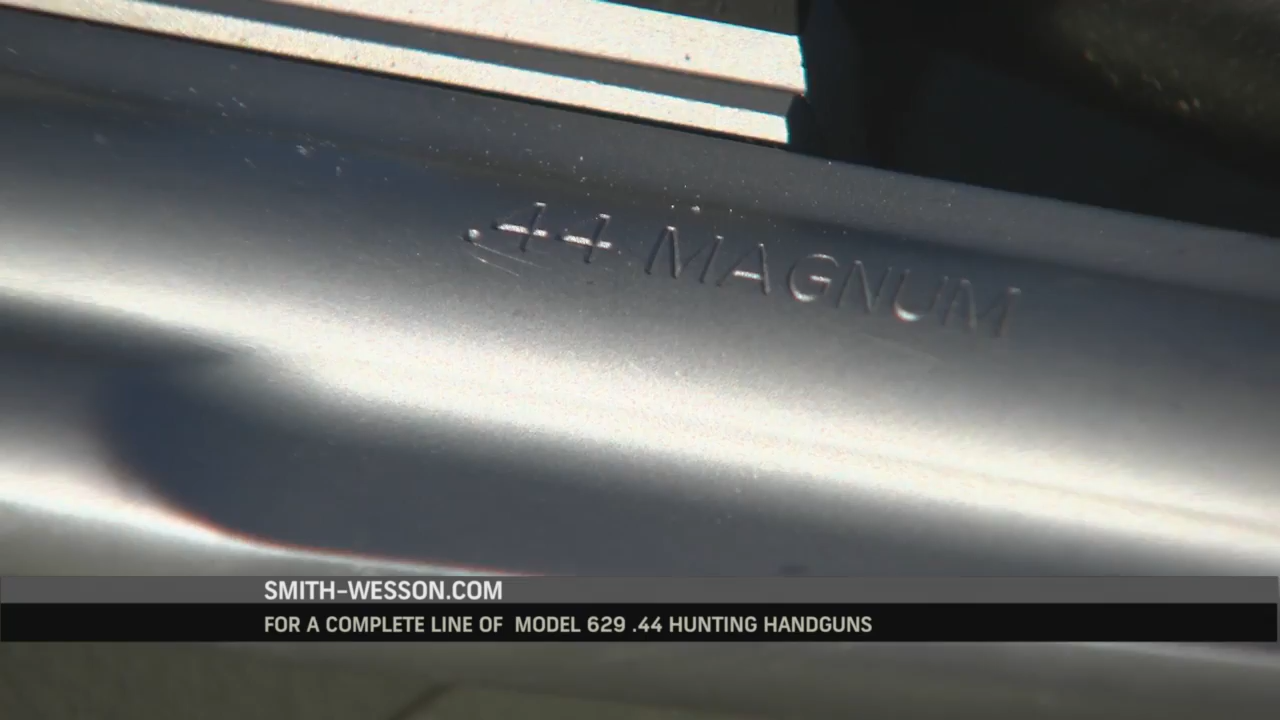 .44 MAGNUM
SMITH-WESSON.COM
FOR A COMPLETE LINE OF MODEL 629 .44 HUNTING HANDGUNS